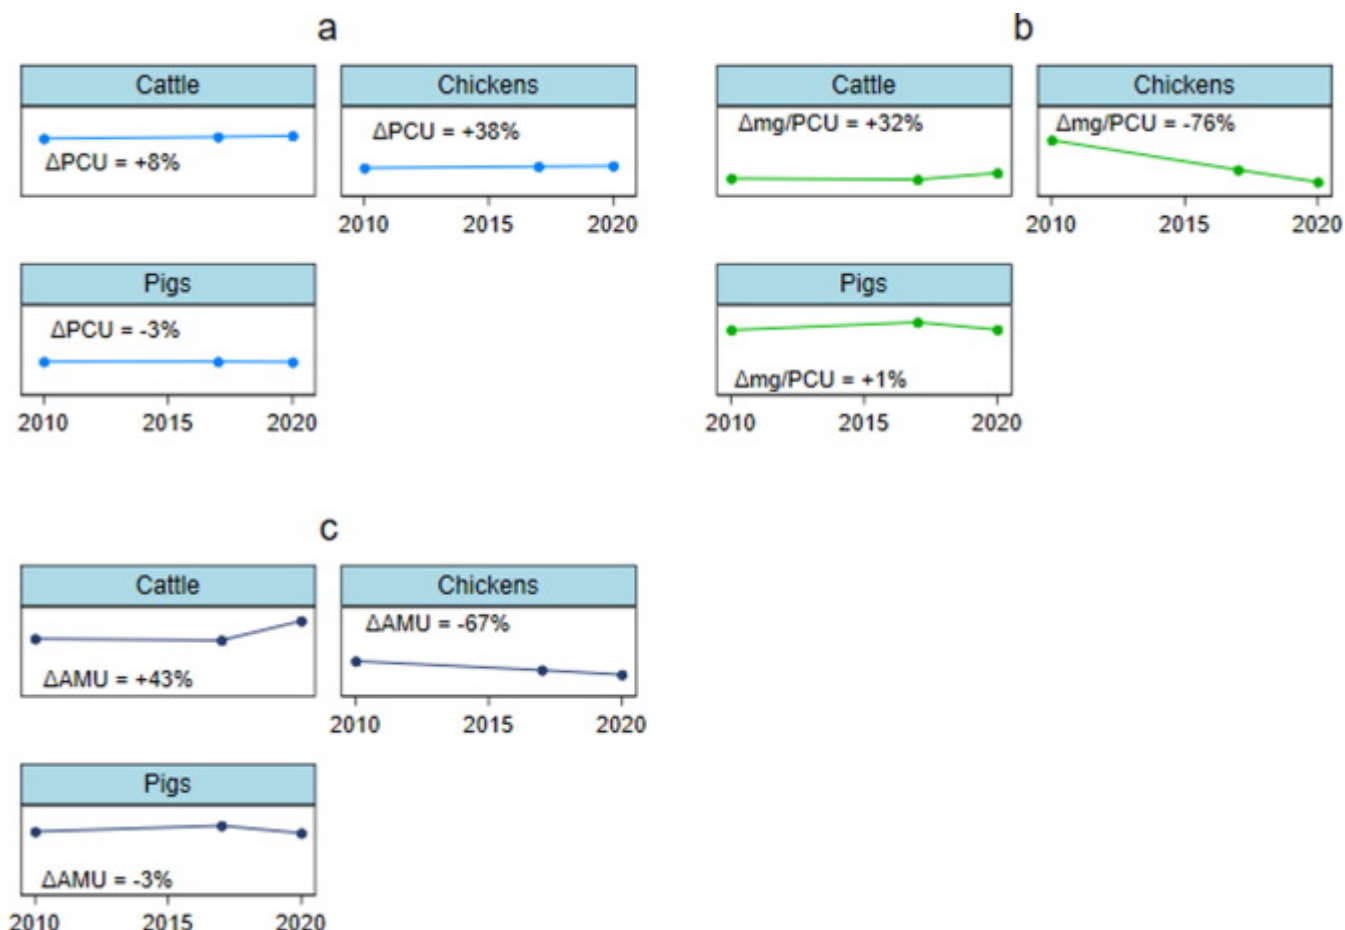 a
Cattle
Chickens
ΔPCU = +8%
ΔPCU = +38%
2010 2015 2020
Pigs
ΔPCU = -3%
2010 2015 2020
b
Cattle
Chickens
Δmg/PCU = +32%
Δmg/PCU = -76%
2010 2015 2020
Pigs
Δmg/PCU = +1%
2010 2015 2020
c
Cattle
Chickens
ΔAMU = +43%
ΔAMU = -67%
2010 2015 2020
Pigs
ΔAMU = -3%
2010 2015 2020